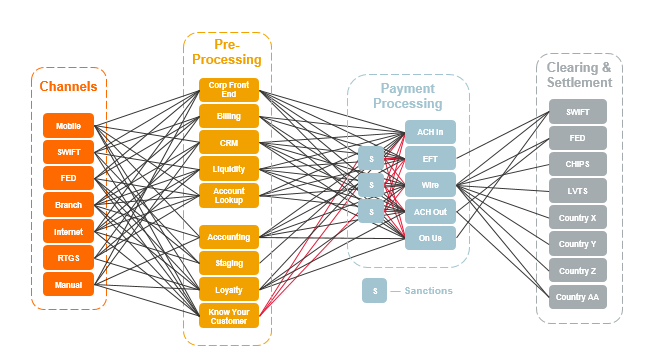 Channels
Mobile
SWIFT
FED
Branch
Internet
RTGS
Manual
Pre-
Processing
Corp Front
End
Billing
CRM
Liquidity
Account
Lookup
Accounting
Staging
Loyalty
Know Your
Customer
Payment
Processing
S
S
S
ACH In
EFT
Wire
ACH Out
On Us
S — Sanctions
Clearing &
Settlement
SWIFT
FED
CHIPS
LVTS
Country X
Country Y
Country Z
Country AA